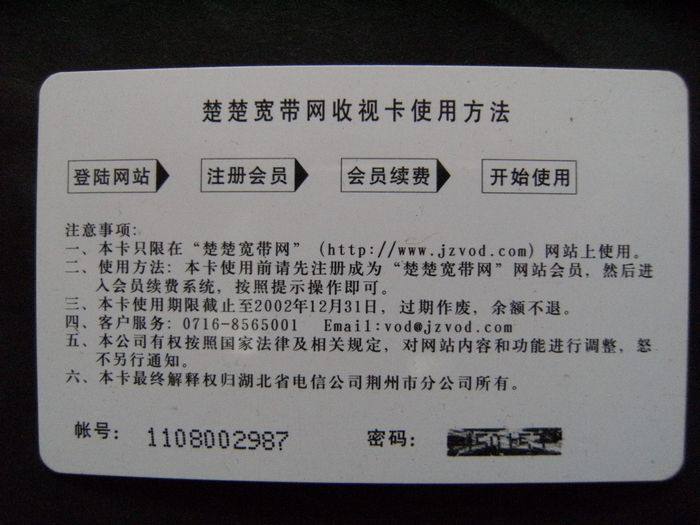 楚楚宽带网收视卡使用方法
登陆网站 注册会员 会员续费 开始使用
注意事项:
一、本卡只限在“楚楚宽带网”(http://www.jzvod.com)网站上使用。
二、使用方法:本卡使用前请先注册成为“楚楚宽带网”网站会员,然后进
入会员续费系统,按照提示操作即可。
三、本卡使用期限截止至2002年12月31日,过期作废,余额不退。
四、客户服务:0716-8565001 Email:vod@jzvod.com
五、本公司有权按照国家法律及相关规定,对网站内容和功能进行调整,恕
不另行通知。
六、本卡最终解释权归湖北省电信公司荆州市分公司所有。
帐号: 1108002987 密码: